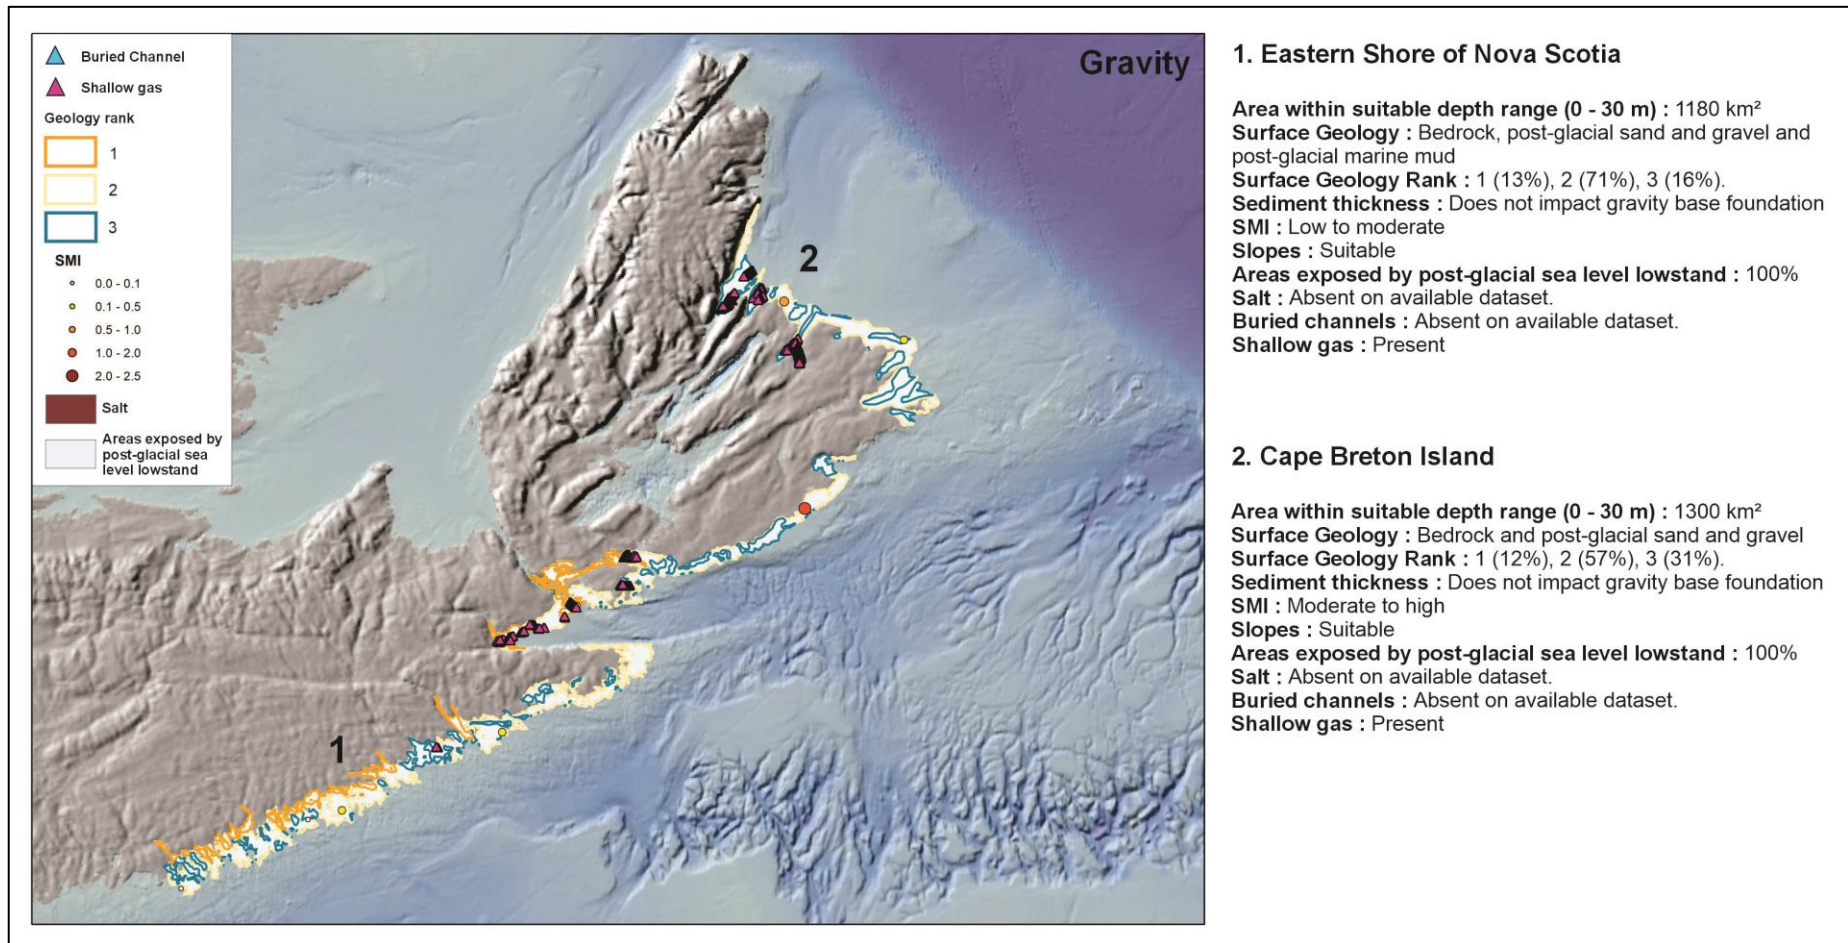 Buried Channel
Shallow gas
Geology rank
1
2
3
SMI
0.0 - 0.1
0.1 - 0.5
0.5 - 1.0
1.0 - 2.0
2.0 - 2.5
Salt
Areas exposed by
post-glacial sea
level lowstand
Gravity
2
1
1. Eastern Shore of Nova Scotia
Area within suitable depth range (0 - 30 m) : 1180 km²
Surface Geology : Bedrock, post-glacial sand and gravel and
post-glacial marine mud
Surface Geology Rank : 1 (13%), 2 (71%), 3 (16%).
Sediment thickness : Does not impact gravity base foundation
SMI : Low to moderate
Slopes : Suitable
Areas exposed by post-glacial sea level lowstand : 100%
Salt : Absent on available dataset.
Buried channels : Absent on available dataset.
Shallow gas : Present
2. Cape Breton Island
Area within suitable depth range (0 - 30 m) : 1300 km²
Surface Geology : Bedrock and post-glacial sand and gravel
Surface Geology Rank : 1 (12%), 2 (57%), 3 (31%).
Sediment thickness : Does not impact gravity base foundation
SMI : Moderate to high
Slopes : Suitable
Areas exposed by post-glacial sea level lowstand : 100%
Salt : Absent on available dataset.
Buried channels : Absent on available dataset.
Shallow gas : Present